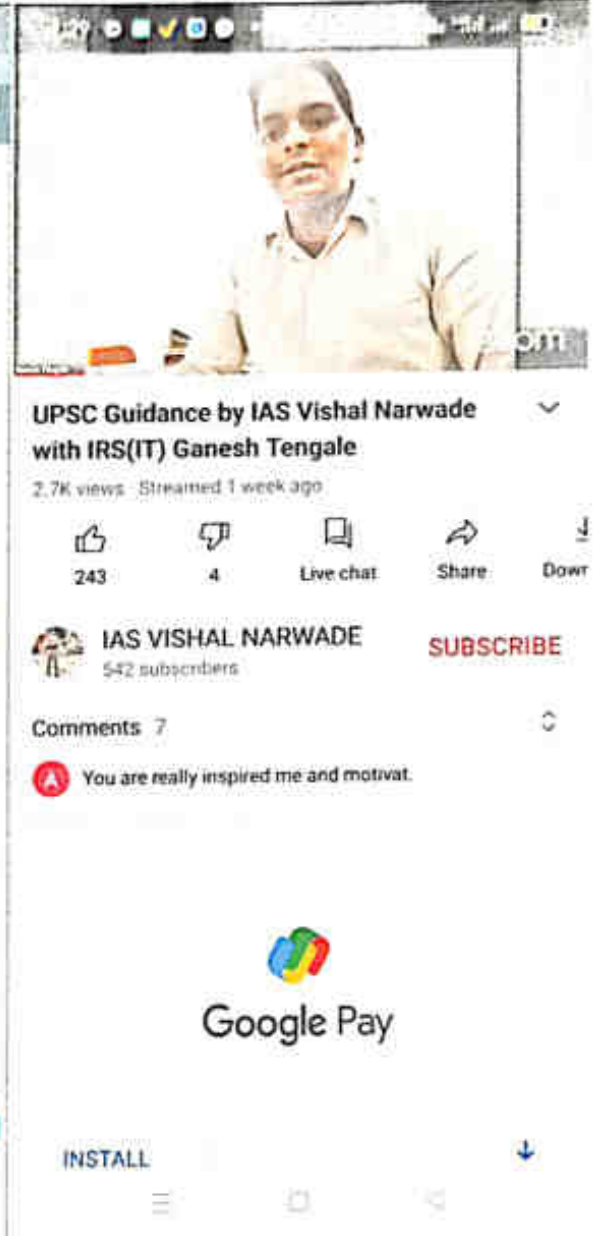 UPSC Guidance by IAS Vishal Narwade
with IRS(IT) Ganesh Tengale
2.7K views · Streamed 1 week ago
243
4
Live chat
Share
Dowr
IAS VISHAL NARWADE
SUBSCRIBE
542 subscribers
Comments 7
You are really inspired me and motivat.
Google Pay
INSTALL